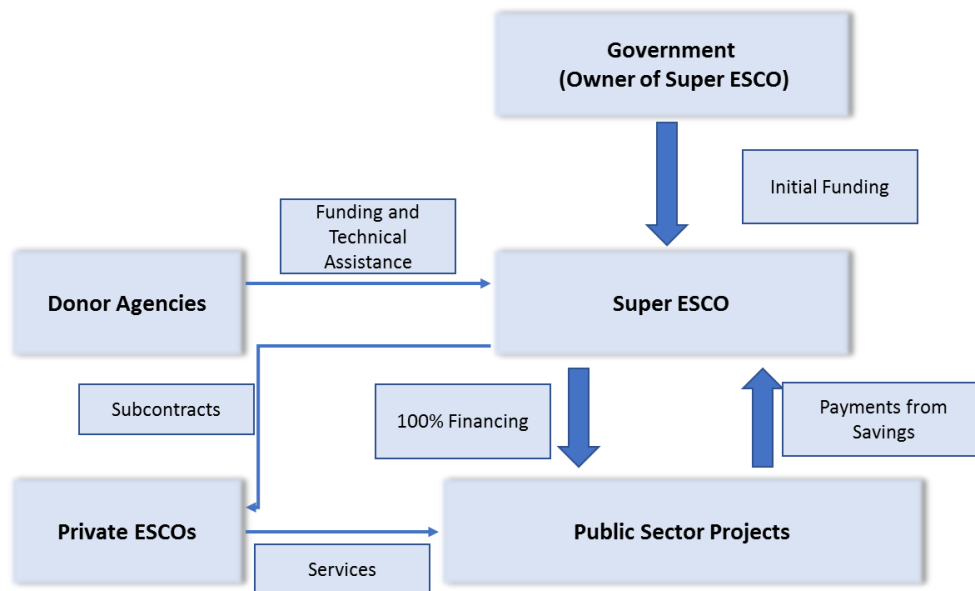 Government
(Owner of Super ESCO)
Initial Funding
Funding and
Technical
Assistance
Donor Agencies
Super ESCO
Subcontracts
100% Financing
Payments from
Savings
Private ESCOs
Public Sector Projects
Services